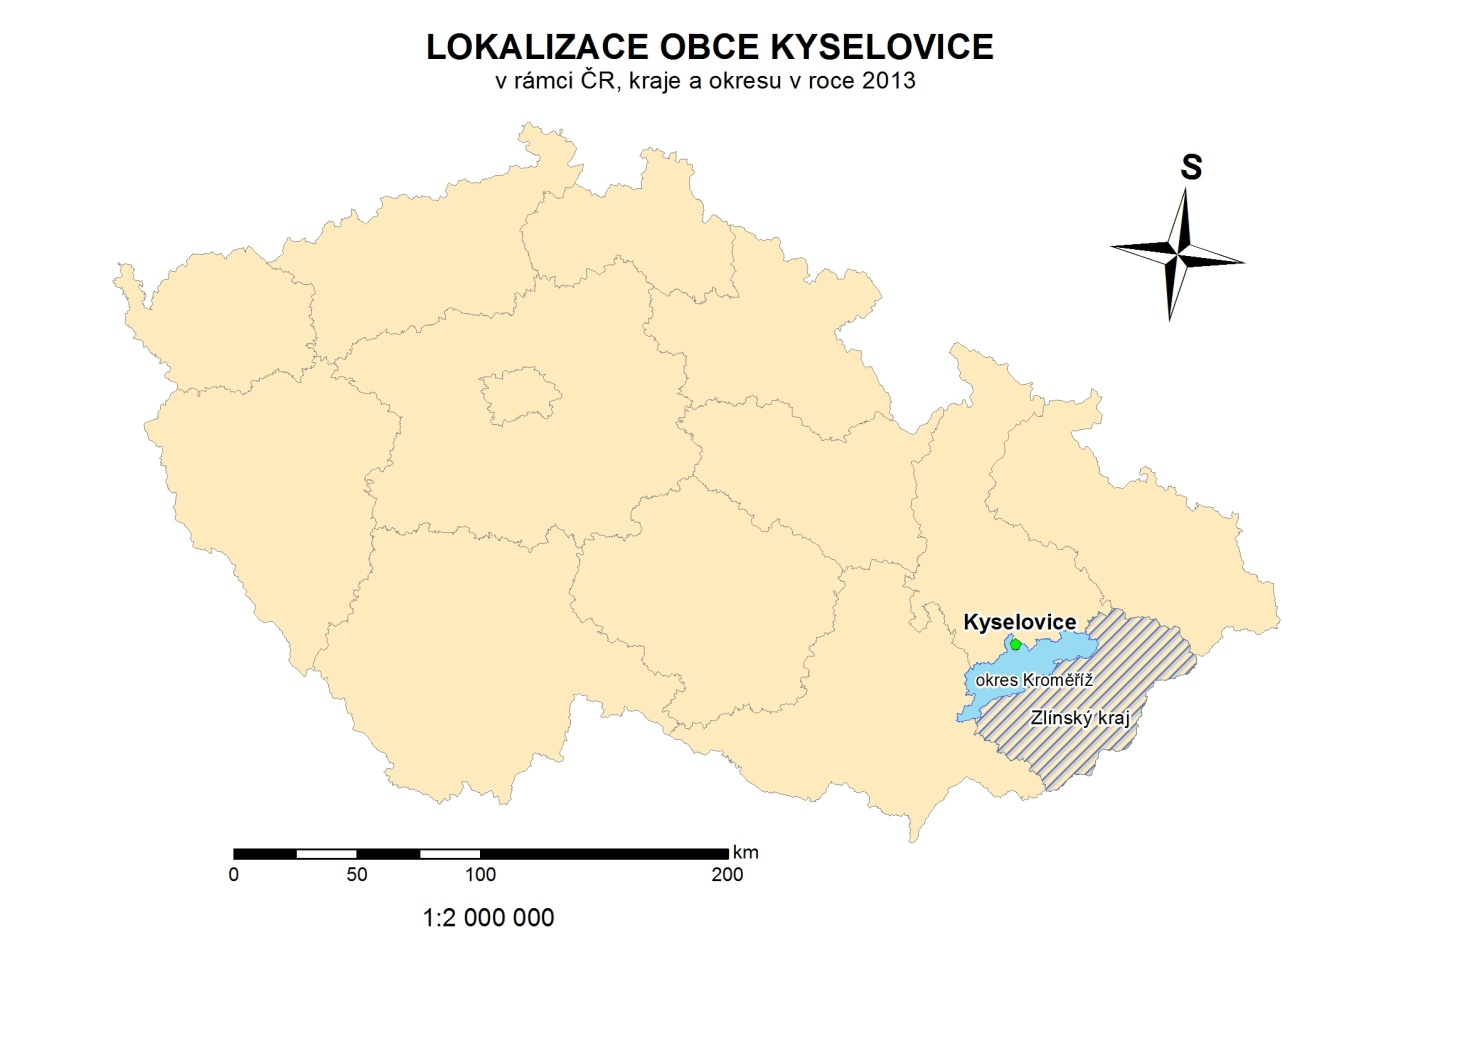 LOKALIZACE OBCE KYSELOVICE
v rámci ČR, kraje a okresu v roce 2013
S
Kyselovice
okres Kroměříž
Zlínský kraj
km
0 50 100 200
1:2 000 000